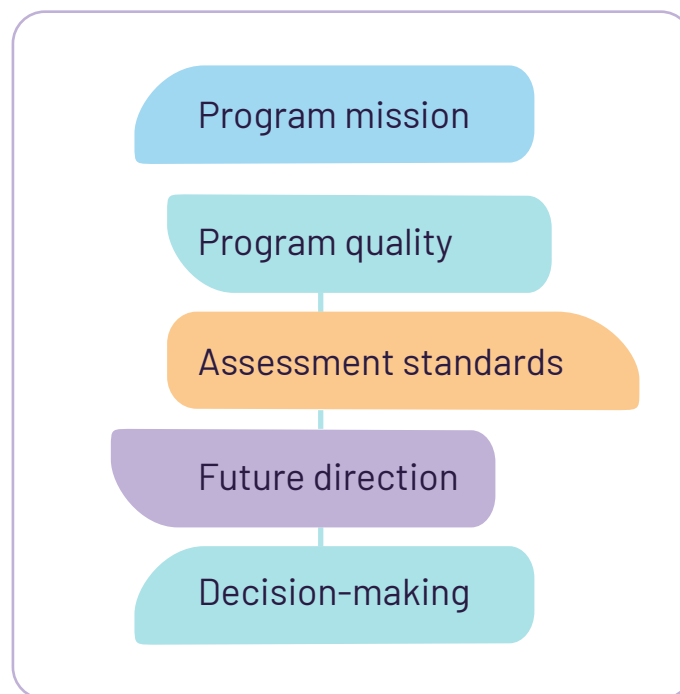 Program mission
Program quality
Assessment standards
Future direction
Decision-making